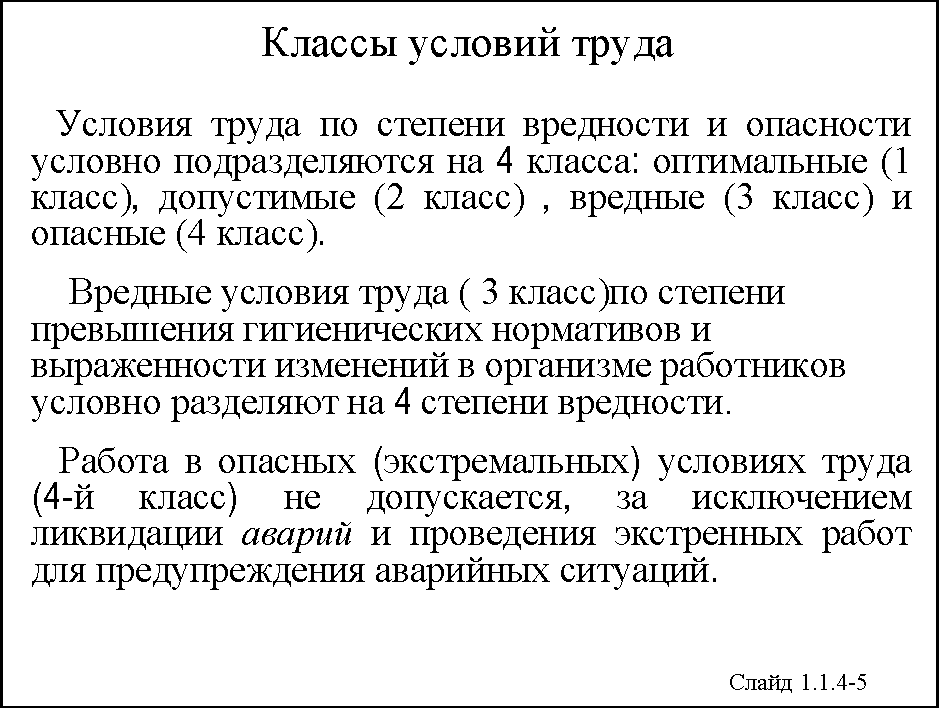 Классы условий труда
Условия труда по степени вредности и опасности
условно подразделяются на 4 класса: оптимальные (1
класс), допустимые (2 класс) , вредные (3 класс) и
опасные (4 класс).
Вредные условия труда ( 3 класс)по степени
превышения гигиенических нормативов и
выраженности изменений в организме работников
условно разделяют на 4 степени вредности.
Работа в опасных (экстремальных) условиях труда
(4-й класс) не допускается, за исключением
ликвидации аварий и проведения экстренных работ
для предупреждения аварийных ситуаций.
Слайд 1.1.4-5